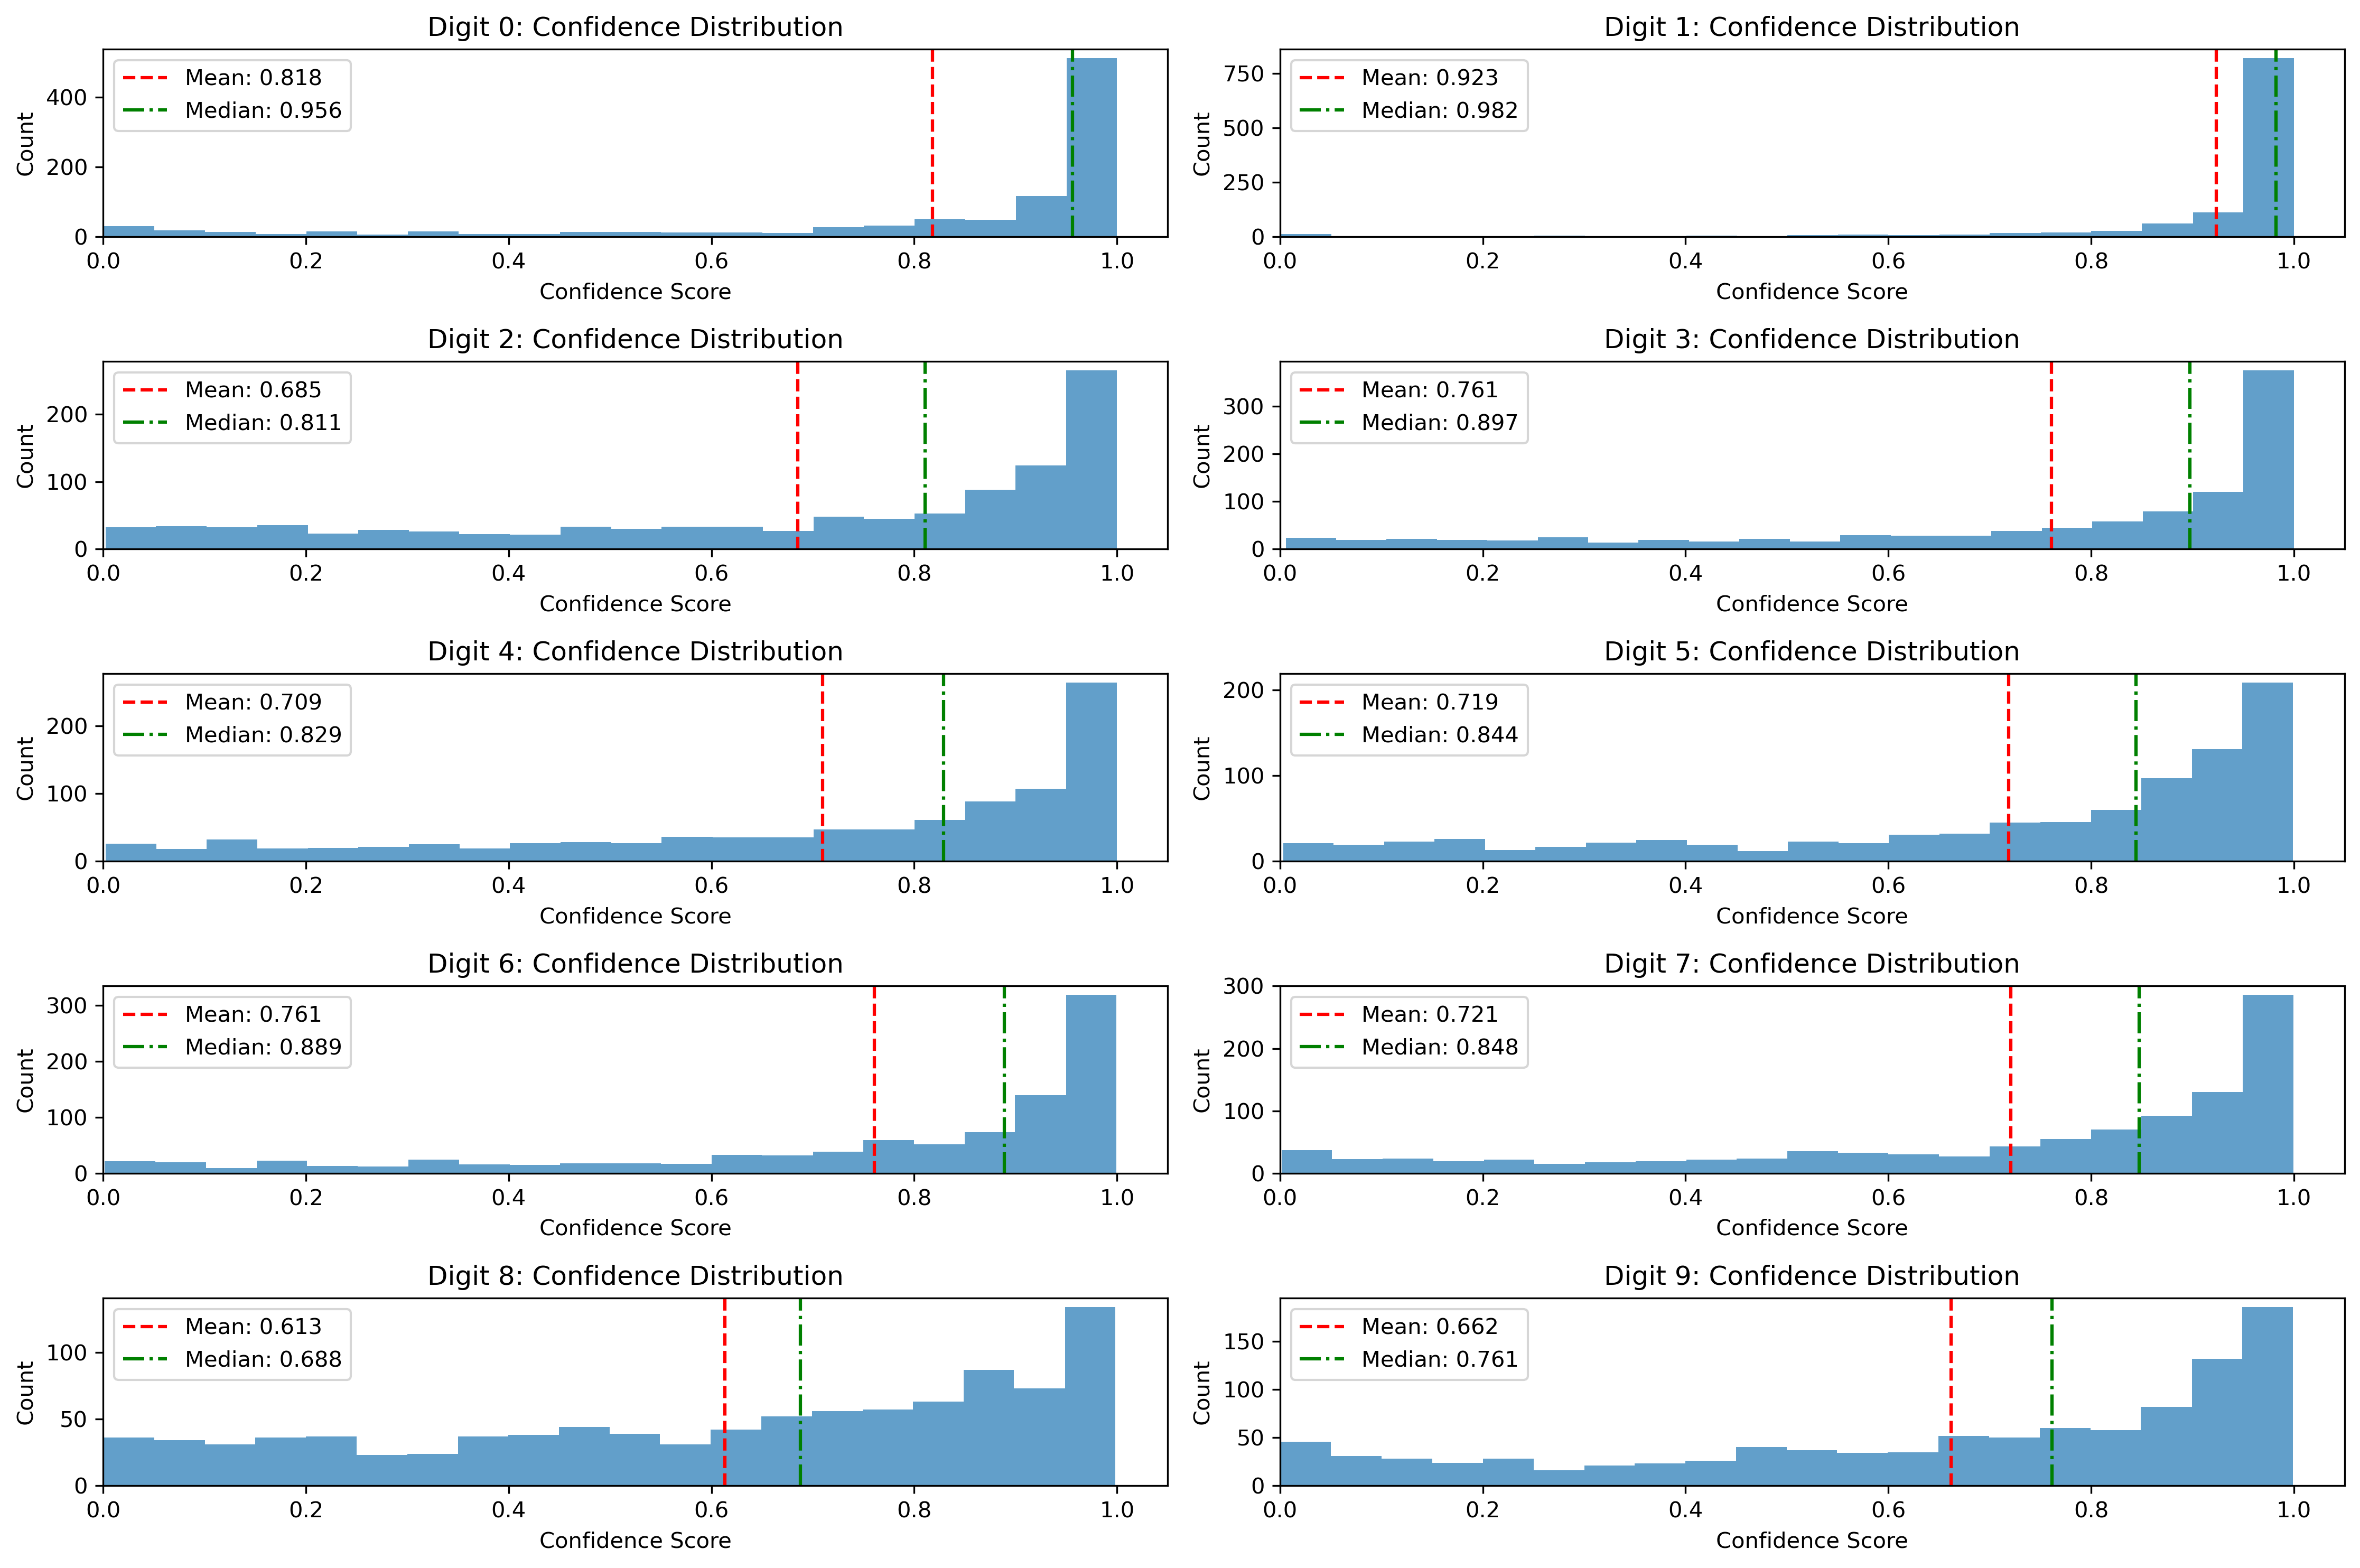 Digit 0: Confidence Distribution
Mean: 0.818
Median: 0.956
Count
400
200
0
0.0 0.2 0.4 0.6 0.8 1.0
Confidence Score
Digit 1: Confidence Distribution
Mean: 0.923
Median: 0.982
Count
750
500
250
0
0.0 0.2 0.4 0.6 0.8 1.0
Confidence Score
Digit 2: Confidence Distribution
Mean: 0.685
Median: 0.811
Count
200
100
0
0.0 0.2 0.4 0.6 0.8 1.0
Confidence Score
Digit 3: Confidence Distribution
Mean: 0.761
Median: 0.897
Count
300
200
100
0
0.0 0.2 0.4 0.6 0.8 1.0
Confidence Score
Digit 4: Confidence Distribution
Mean: 0.709
Median: 0.829
Count
200
100
0
0.0 0.2 0.4 0.6 0.8 1.0
Confidence Score
Digit 5: Confidence Distribution
Mean: 0.719
Median: 0.844
Count
200
100
0
0.0 0.2 0.4 0.6 0.8 1.0
Confidence Score
Digit 6: Confidence Distribution
Mean: 0.761
Median: 0.889
Count
300
200
100
0
0.0 0.2 0.4 0.6 0.8 1.0
Confidence Score
Digit 7: Confidence Distribution
Mean: 0.721
Median: 0.848
Count
300
200
100
0
0.0 0.2 0.4 0.6 0.8 1.0
Confidence Score
Digit 8: Confidence Distribution
Mean: 0.613
Median: 0.688
Count
100
50
0
0.0 0.2 0.4 0.6 0.8 1.0
Confidence Score
Digit 9: Confidence Distribution
Mean: 0.662
Median: 0.761
Count
150
100
50
0
0.0 0.2 0.4 0.6 0.8 1.0
Confidence Score